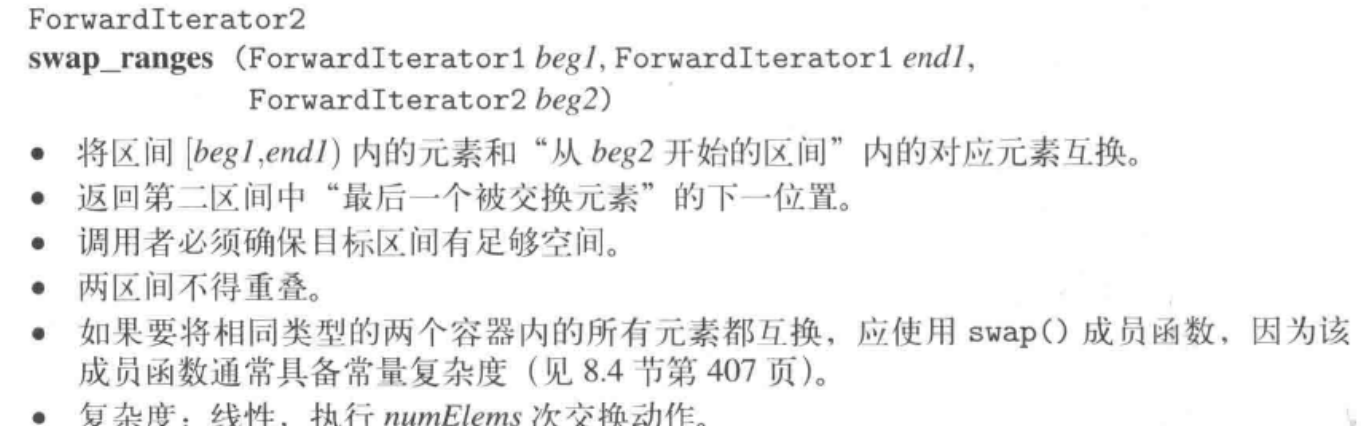 ForwardIterator2
swap_ranges (ForwardIterator1 beg1, ForwardIterator1 end1,
ForwardIterator2 beg2)
• 将区间 [beg1,end1) 内的元素和“从 beg2 开始的区间”内的对应元素互换。
• 返回第二区间中“最后一个被交换元素”的下一位置。
• 调用者必须确保目标区间有足够空间。
• 两区间不得重叠。
• 如果要将相同类型的两个容器内的所有元素都互换，应使用 swap() 成员函数，因为该
成员函数通常具备常量复杂度（见 8.4 节第 407 页）。
• 复杂度：线性，执行 numElems 次交换动作。